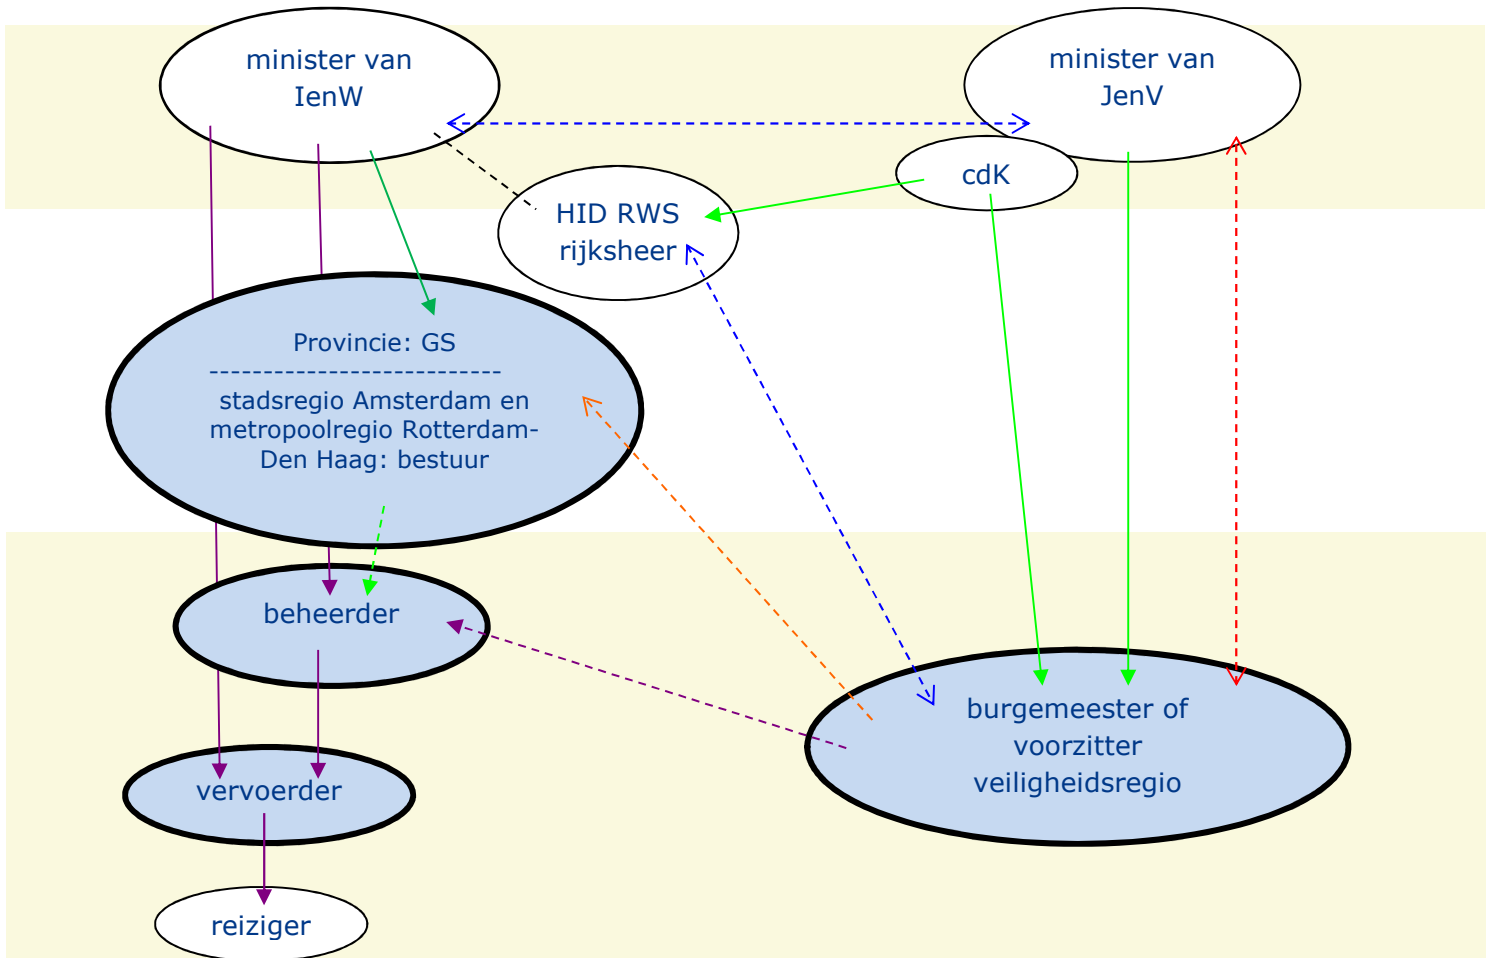 minister van
IenW
minister van
JenV
cdK
HID RWS
rijksheer
Provincie: GS
---------------------------
stadsregio Amsterdam en
metropoolregio Rotterdam-
Den Haag: bestuur
beheerder
burgemeester of
voorzitter
veiligheidsregio
vervoerder
reiziger